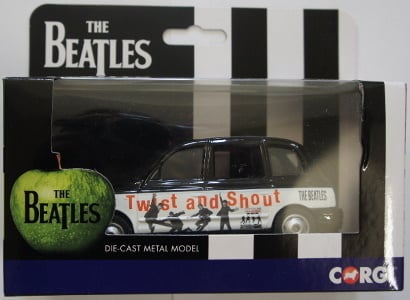 THE
BEATLES
Twist and Shout
THE BEATLES
THE
BEATLES
DIE-CAST METAL MODEL
CORGI